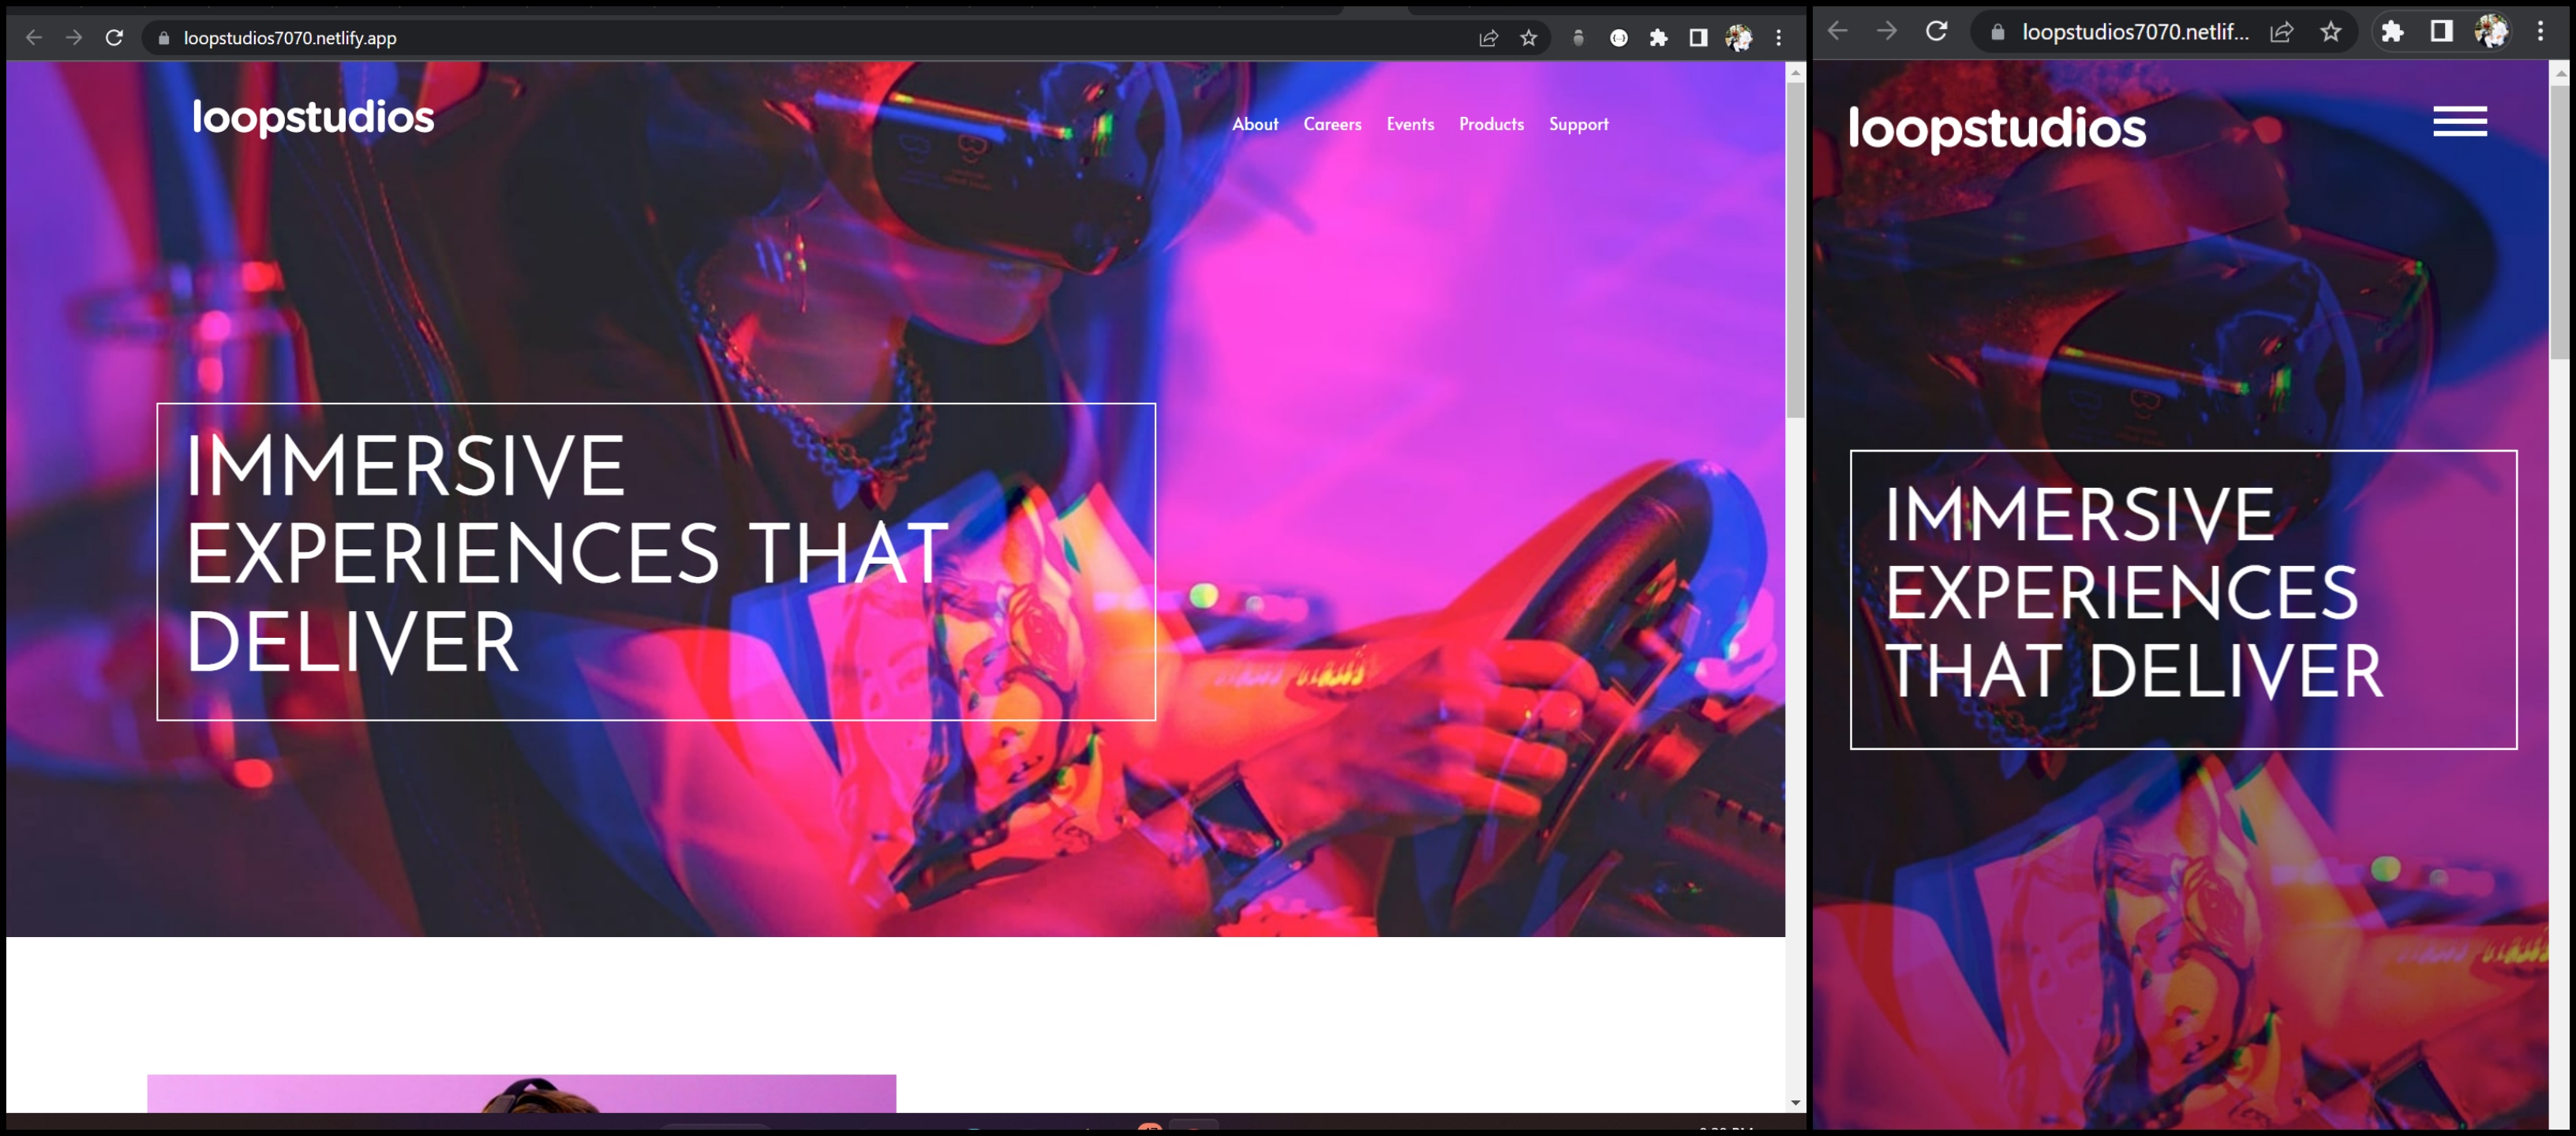 loopstudios7070.netlify.app
loopstudios
About Careers Events Products Support
IMMERSIVE
EXPERIENCES THAT
DELIVER
loopstudios7070.netlif...
loopstudios
IMMERSIVE
EXPERIENCES
THAT DELIVER